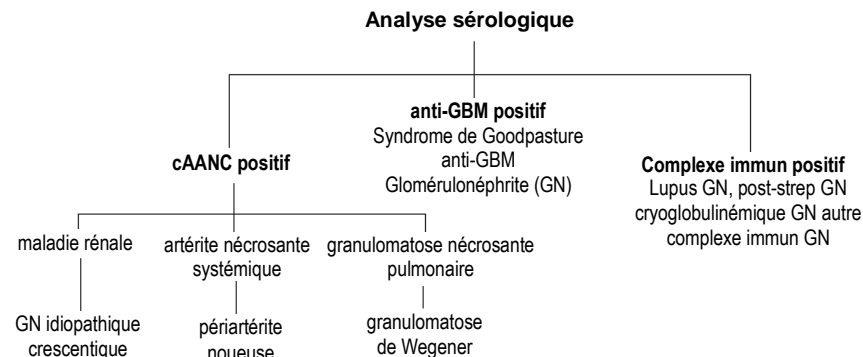 Analyse sérologique
cAANC positif
anti-GBM positif
Syndrome de Goodpasture
anti-GBM
Glomérulonéphrite (GN)
Complexe immun positif
Lupus GN, post-strep GN
cryoglobulinémique GN autre
complexe immun GN
maladie rénale
artérite nécrosante
systémique
granulomatose nécrosante
pulmonaire
GN idiopathique
crescentique
périartérite
noueuse
granulomatose
de Wegener